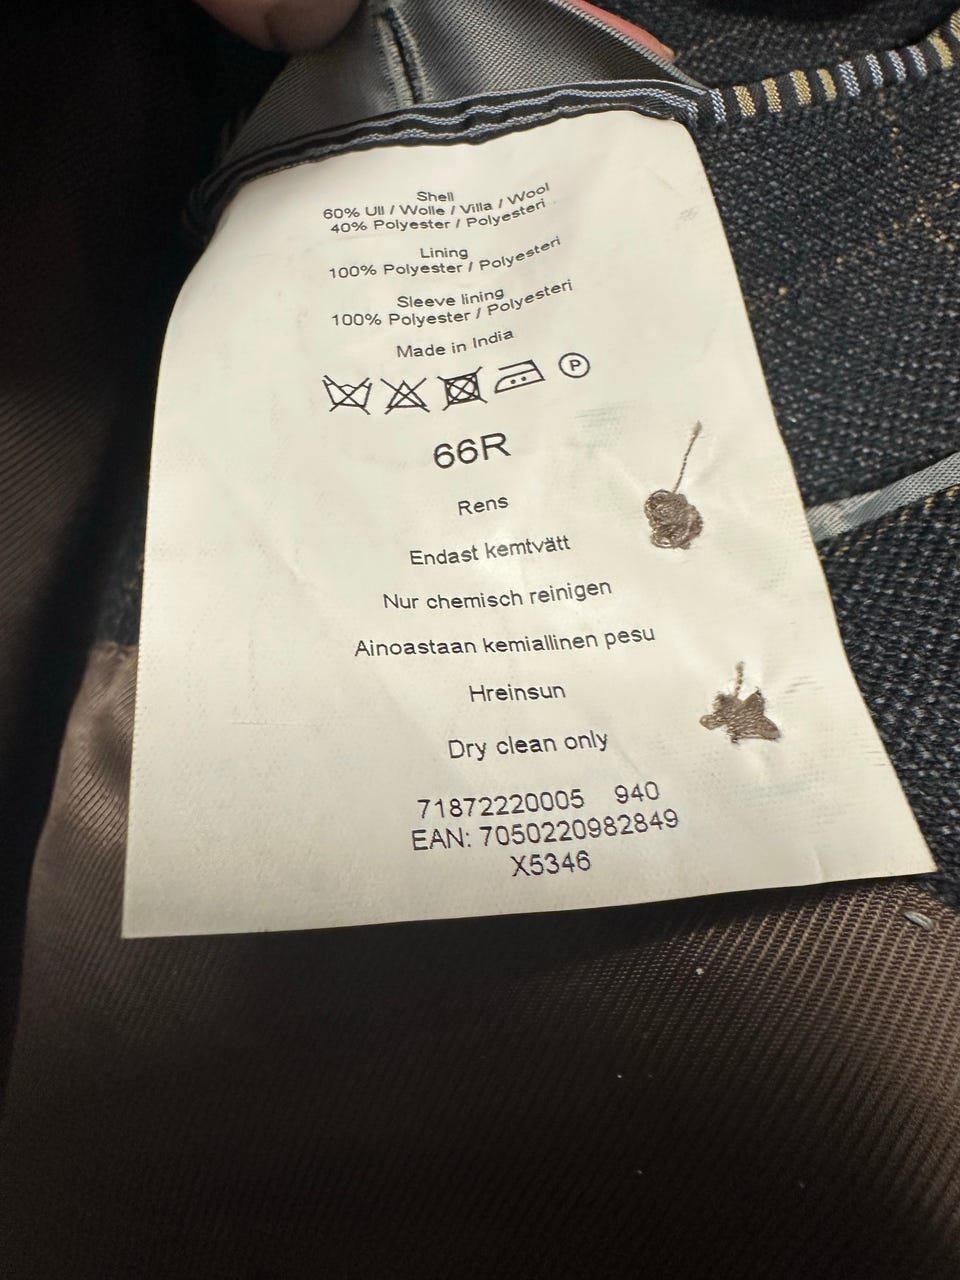 Shell
60% Ull / Wolle / Villa / Wool
40% Polyester / Polyesteri
Lining
100% Polyester / Polyesteri
Sleeve lining
100% Polyester / Polyesteri
Made in India
P
66R
Rens
Endast kemtvätt
Nur chemisch reinigen
Ainoastaan kemiallinen pesu
Hreinsun
Dry clean only
71872220005 940
EAN: 7050220982849
X5346